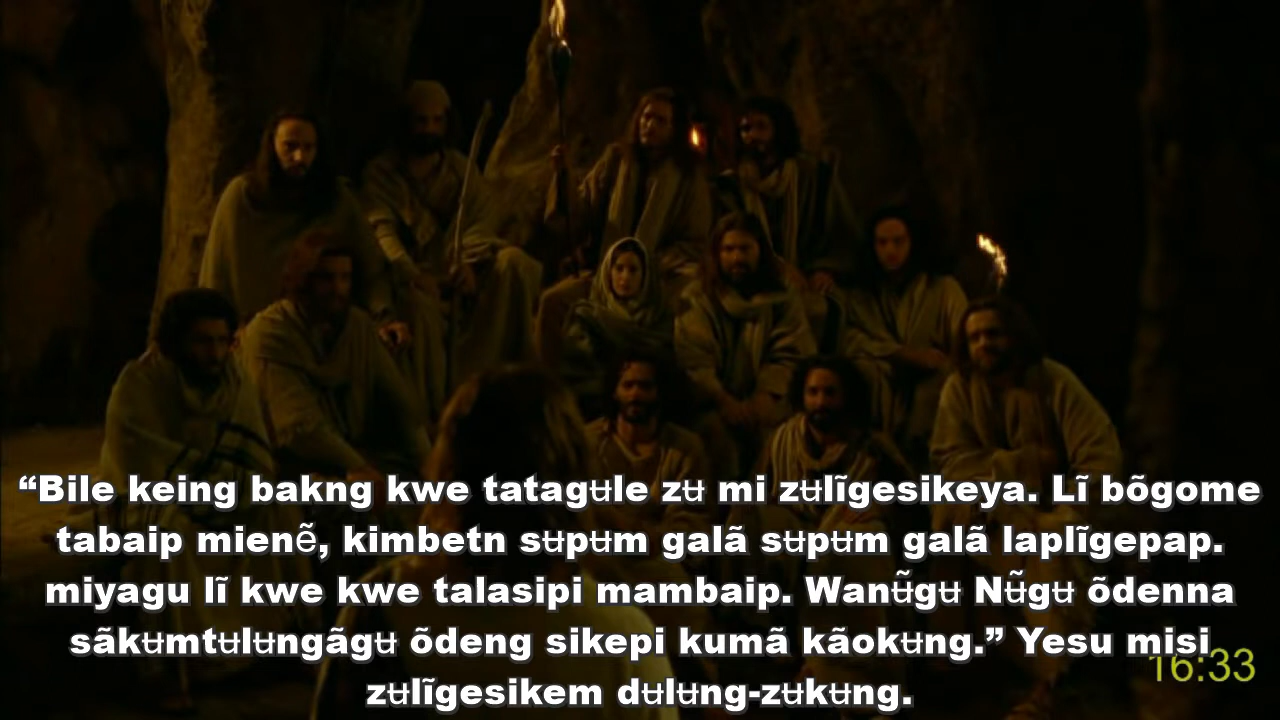 “Bile keing bakng kwe tatagʉle zʉ mi zʉlĩgesikeya. Lĩ bõgome
tabaip mienẽ, kimbetn sʉpʉm galã sʉpʉm galã laplĩgepap.
miyagu lĩ kwe kwe talasipi mambaip. Wanʉ̃gʉ Nʉ̃gʉ õdenna
sãkʉmtʉlʉngãgʉ õdeng sikepi kumã kãokʉng.” Yesu misi
zʉlĩgesikem dʉlʉng-zʉkʉng.
16:33